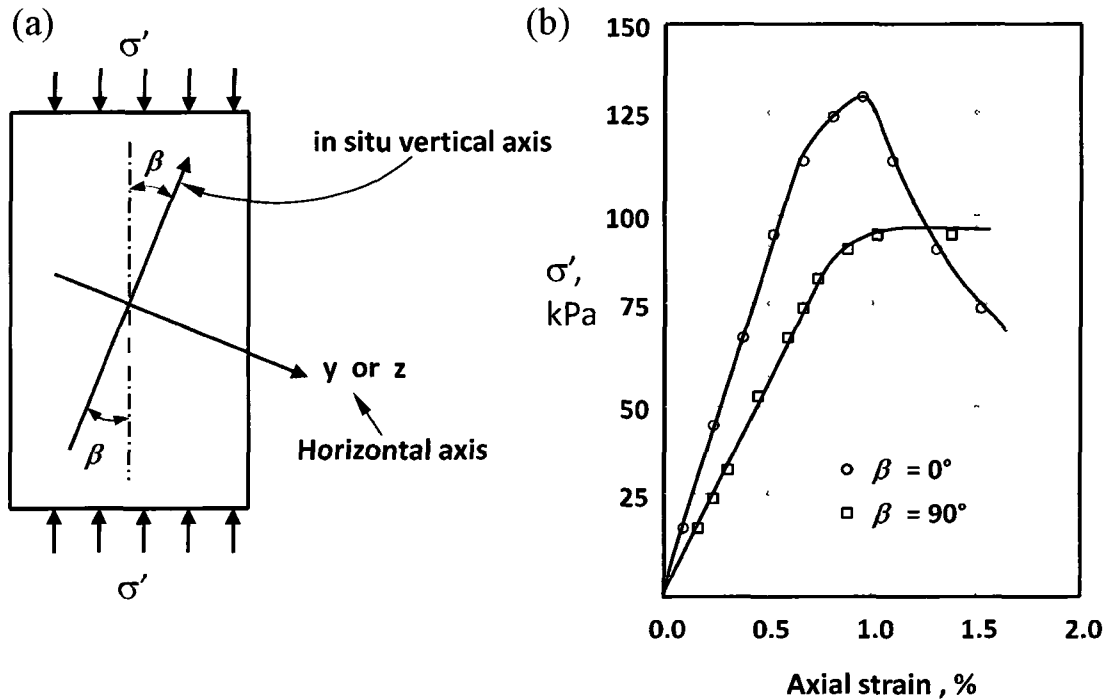 (a)
σ'
in situ vertical axis
β
y or z
β
Horizontal axis
σ'
(b)
150
125
100
σ',
kPa
75
50
25
β = 0°
β = 90°
0.0 0.5 1.0 1.5 2.0
Axial strain , %